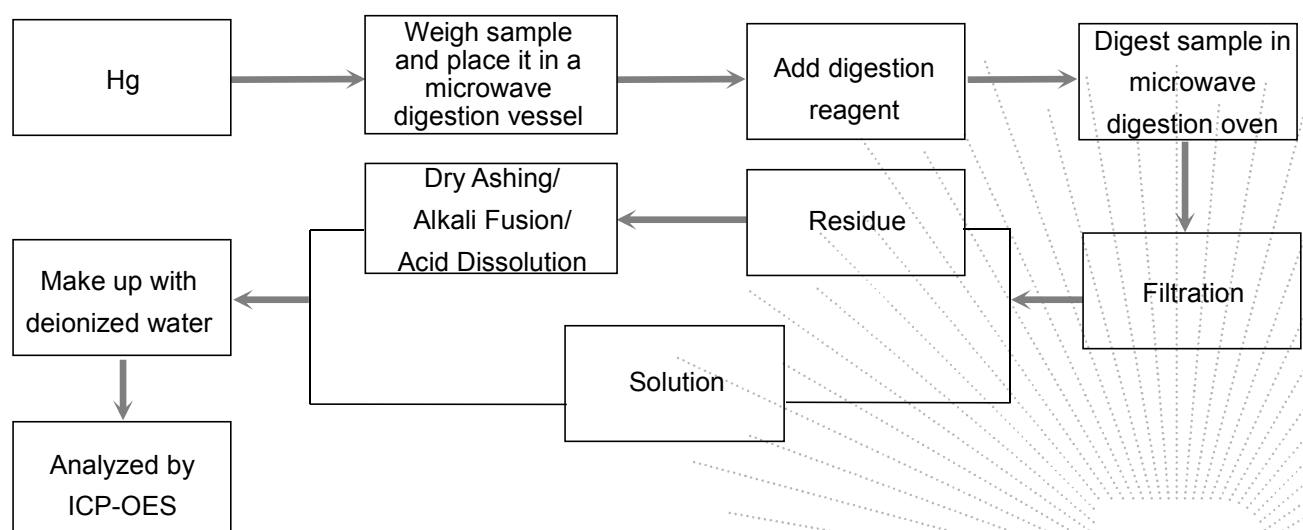 Hg
Weigh sample
and place it in a
microwave
digestion vessel
Add digestion
reagent
Digest sample in
microwave
digestion oven
Filtration
Residue
Dry Ashing/
Alkali Fusion/
Acid Dissolution
Solution
Make up with
deionized water
Analyzed by
ICP-OES